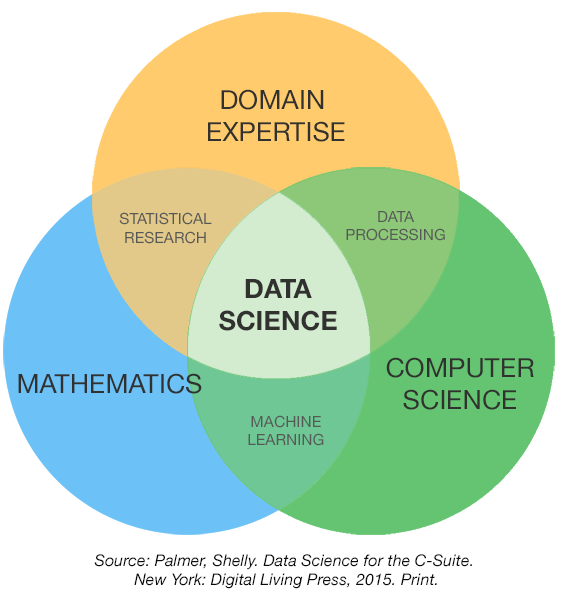 DOMAIN
EXPERTISE
STATISTICAL
RESEARCH
DATA
PROCESSING
DATA
SCIENCE
MATHEMATICS
COMPUTER
SCIENCE
MACHINE
LEARNING
Source: Palmer, Shelly. Data Science for the C-Suite.
New York: Digital Living Press, 2015. Print.